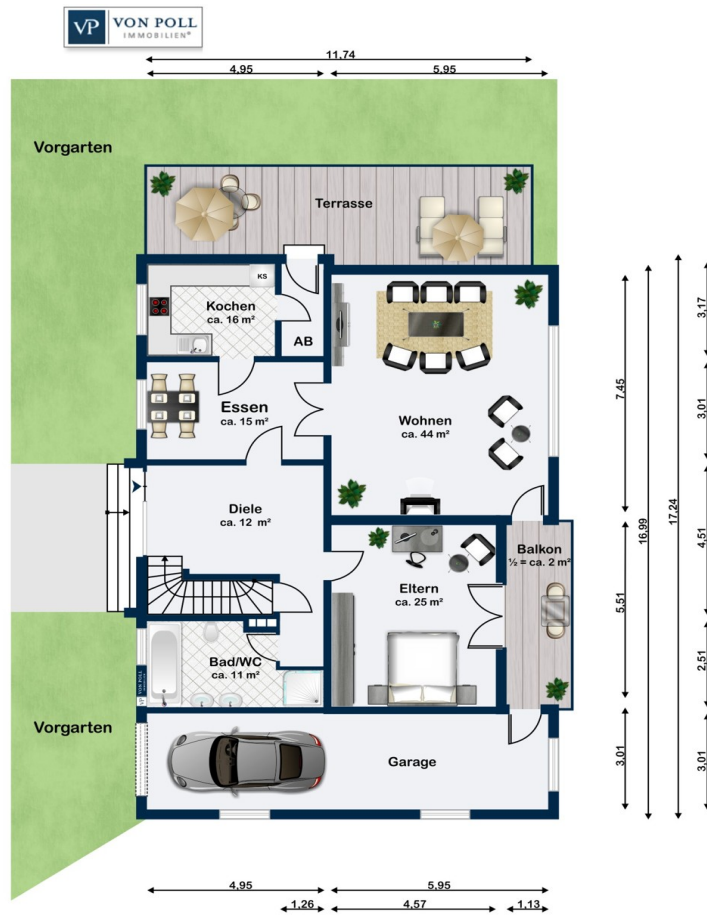 VP VON POLL
IMMOBILIEN®
11,74
4,95 5,95
Vorgarten
Terrasse
KS
Kochen
ca. 16 m²
AB
Essen
ca. 15 m²
Wohnen
ca. 44 m²
Diele
ca. 12 m²
Balkon
½ = ca. 2 m²
Eltern
ca. 25 m²
Bad/WC
ca. 11 m²
VP VON POLL
Vorgarten
Garage
7,45
5,51
3,01
16,99
17,24
3,17
3,01
4,51
2,51
3,01
4,95 5,95
1,26 4,57 1,13